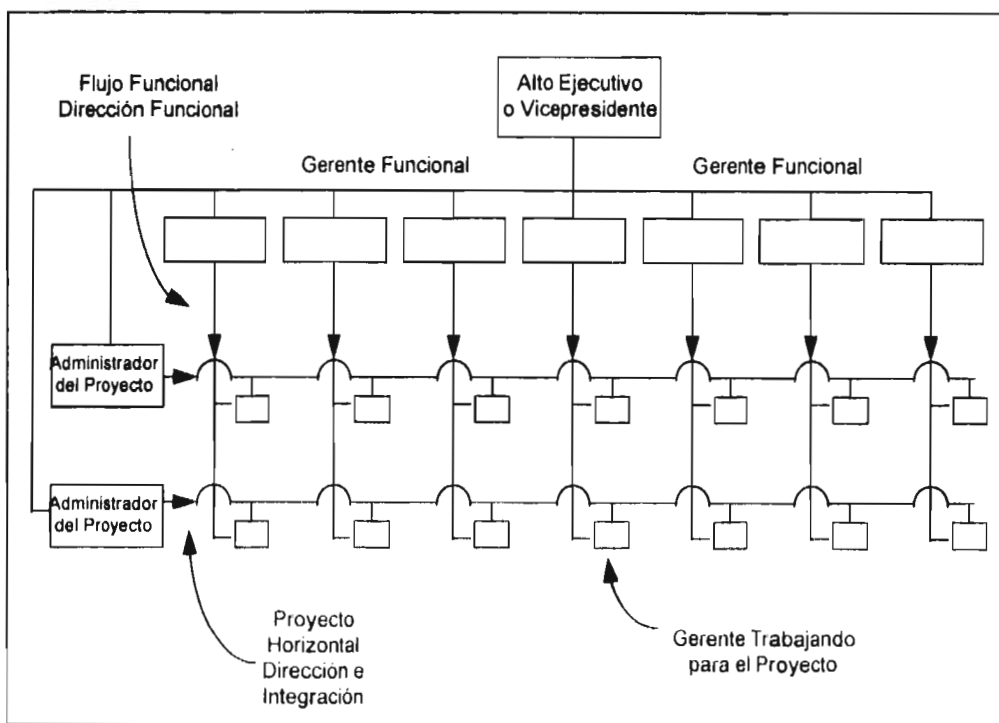 Flujo Funcional
Dirección Funcional
Alto Ejecutivo
o Vicepresidente
Gerente Funcional
Gerente Funcional
Administrador
del Proyecto
Administrador
del Proyecto
Proyecto
Horizontal
Dirección e
Integración
Gerente Trabajando
para el Proyecto